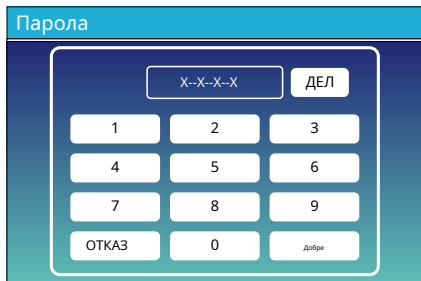 Парола
X--X--X--X ДЕЛ
1 2 3
4 5 6
7 8 9
ОТКАЗ 0 Добре